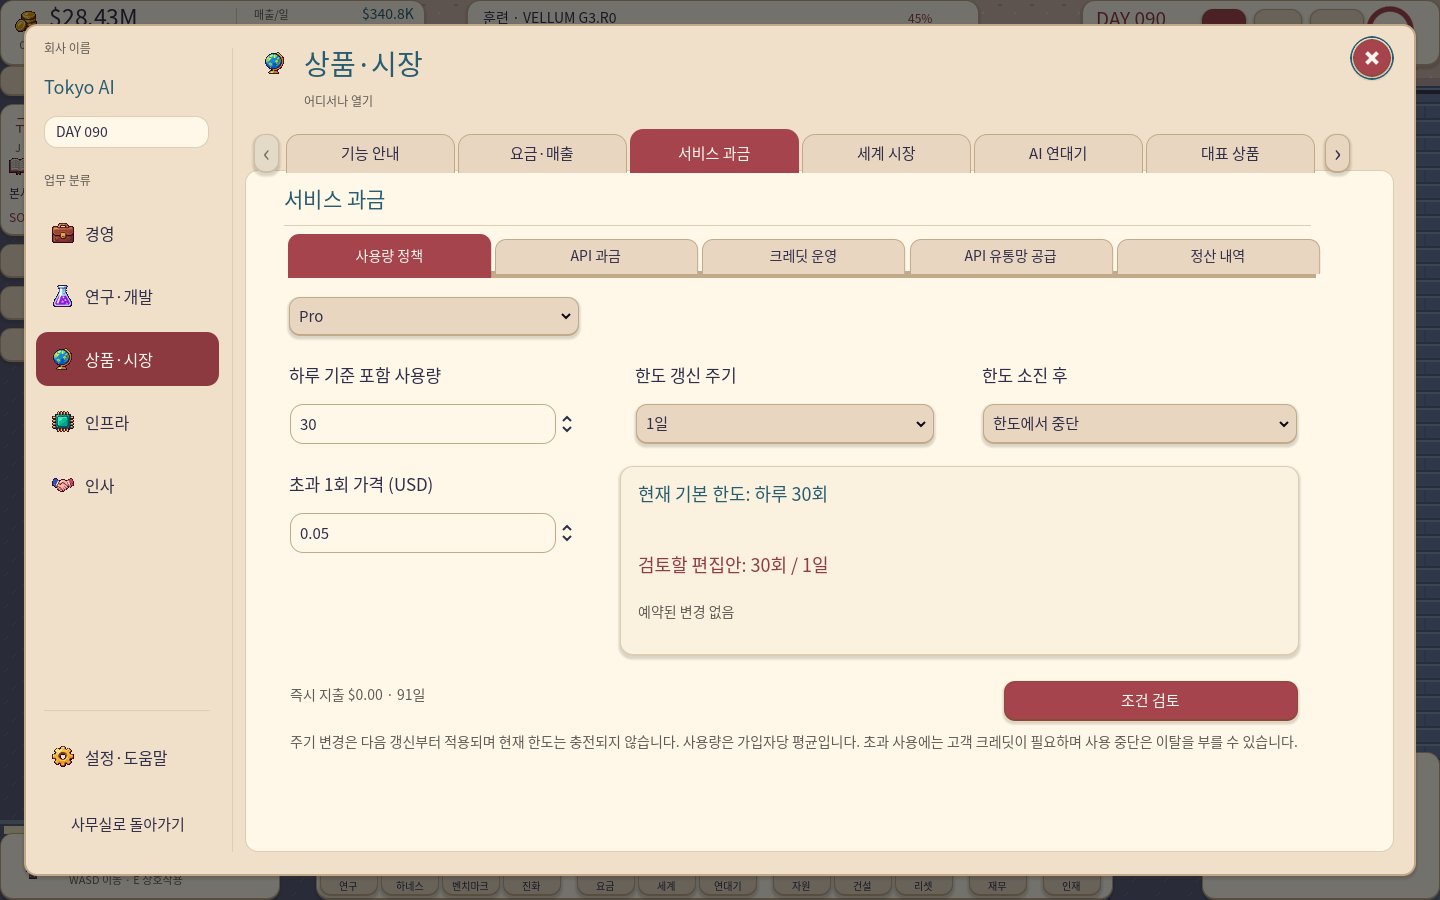 $28.43M
매출/일
$340.8K
훈련 · VELLUM G3.R0
45%
DAY 090
회사 이름
Tokyo AI
DAY 090
업무 분류
경영
연구·개발
상품·시장
인프라
인사
설정·도움말
사무실로 돌아가기
상품·시장
어디서나 열기
‹
기능 안내
요금·매출
서비스 과금
세계 시장
AI 연대기
대표 상품
›
서비스 과금
사용량 정책
API 과금
크레딧 운영
API 유통망 공급
정산 내역
Pro
하루 기준 포함 사용량
한도 갱신 주기
한도 소진 후
30
1일
한도에서 중단
초과 1회 가격 (USD)
0.05
현재 기본 한도: 하루 30회
검토할 편집안: 30회 / 1일
예약된 변경 없음
즉시 지출 $0.00 · 91일
조건 검토
주기 변경은 다음 갱신부터 적용되며 현재 한도는 충전되지 않습니다. 사용량은 가입자당 평균입니다. 초과 사용에는 고객 크레딧이 필요하며 사용 중단은 이탈을 부를 수 있습니다.
WASD 이동 · E 상호작용
연구
하네스
벤치마크
진화
요금
세계
연대기
자원
건설
리셋
재무
인재